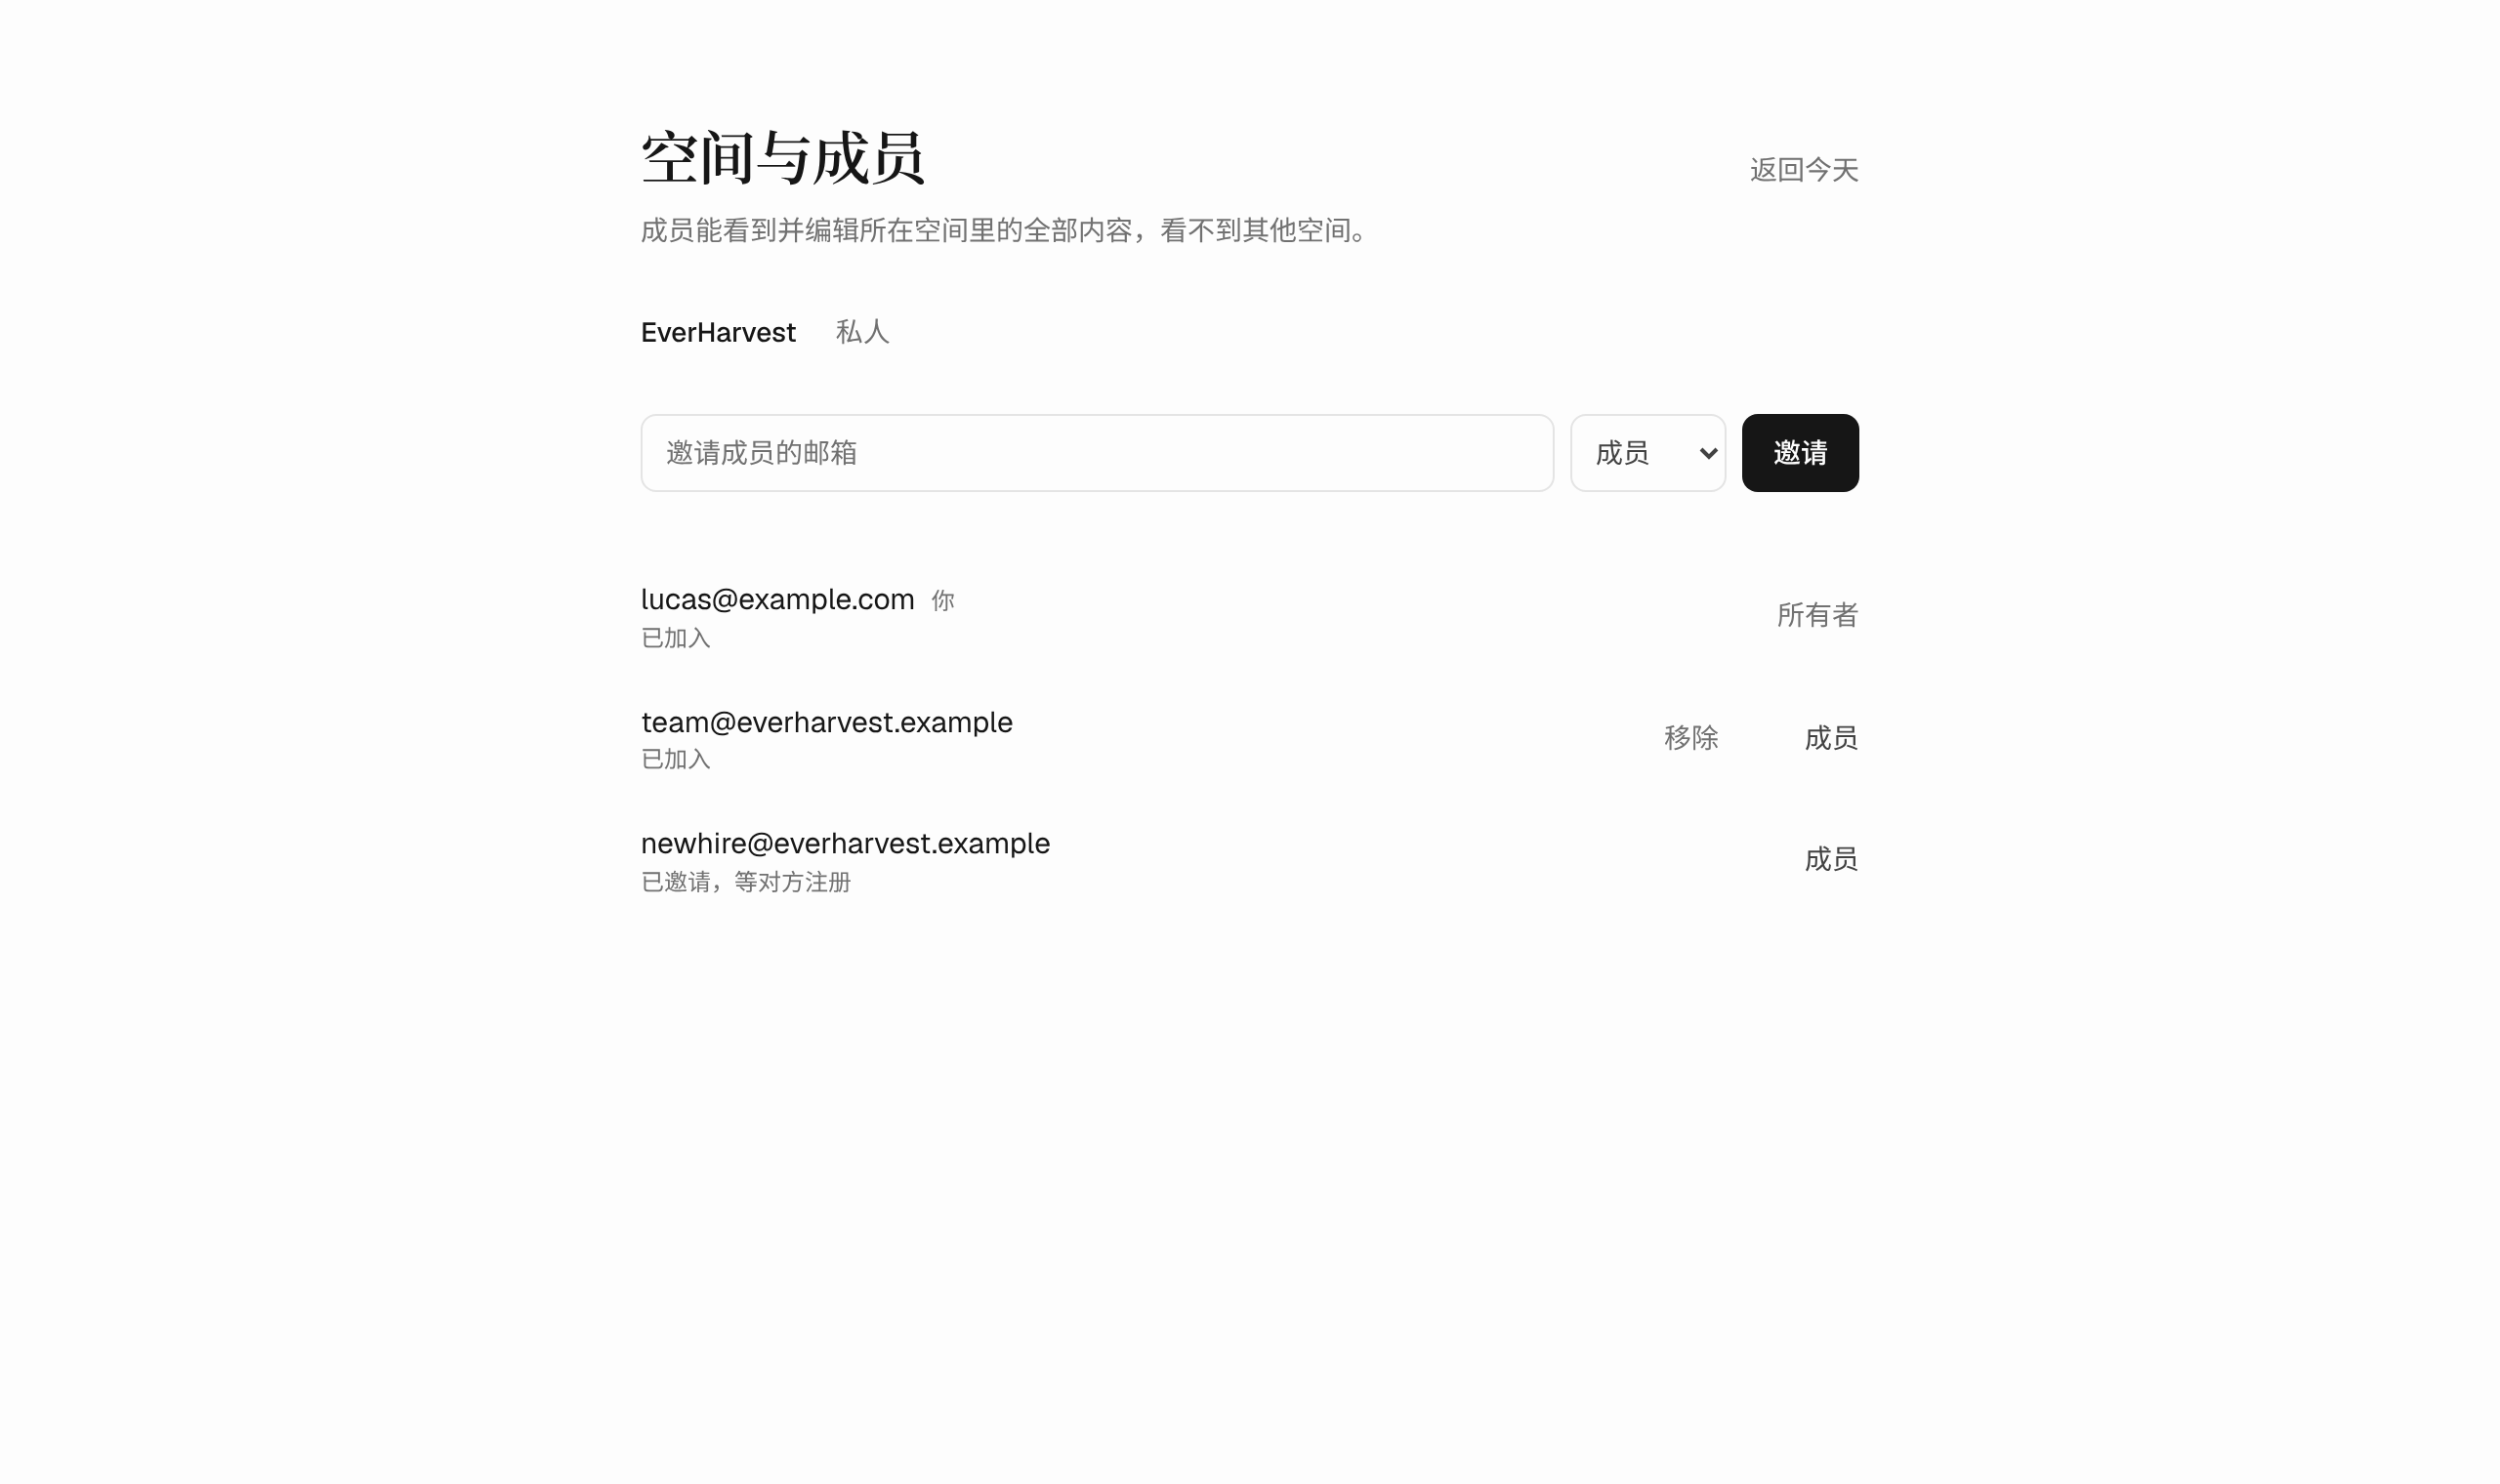 空间与成员
返回今天
成员能看到并编辑所在空间里的全部内容，看不到其他空间。
EverHarvest 私人
邀请成员的邮箱 成员 邀请
lucas@example.com 你
已加入
所有者
team@everharvest.example
已加入
移除 成员
newhire@everharvest.example
已邀请，等对方注册
成员